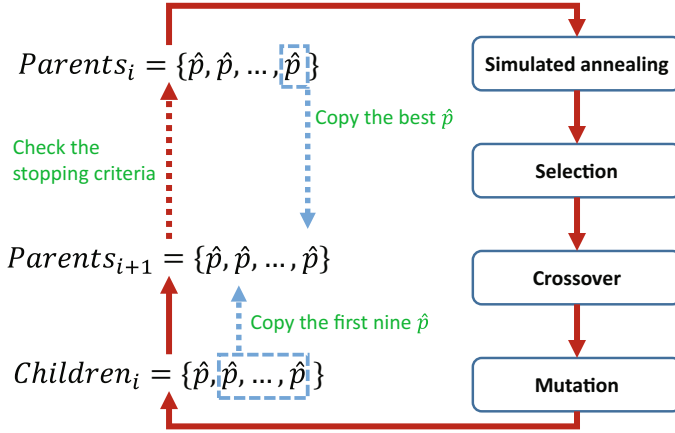 Parents_i = {p̂, p̂, ..., p̂ }
Simulated annealing
Copy the best p̂
Check the
stopping criteria
Selection
Parents_{i+1} = {p̂, p̂, ..., p̂}
Crossover
Copy the first nine p̂
Children_i = {p̂, p̂, ..., p̂ }
Mutation